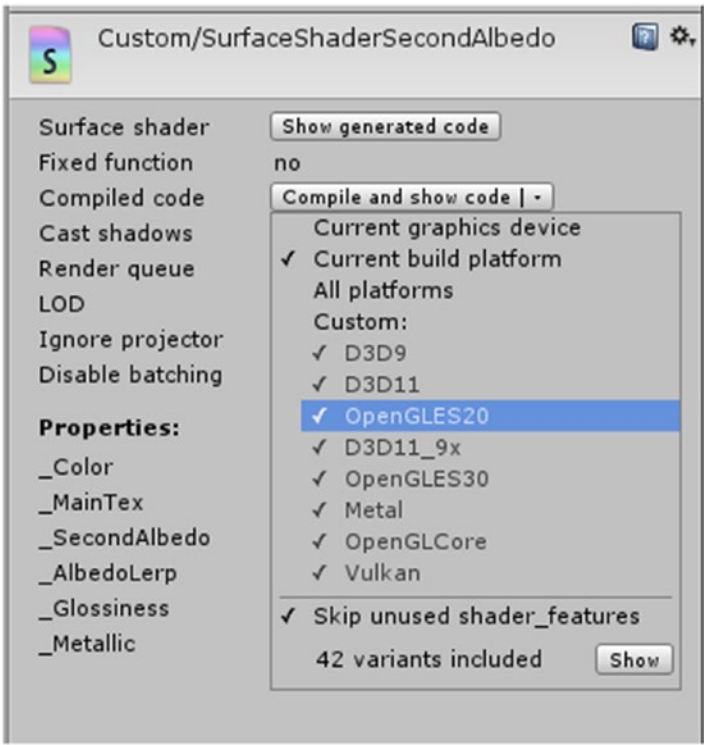 S
Custom/SurfaceShaderSecondAlbedo
Surface shader Show generated code
Fixed function no
Compiled code Compile and show code | -
Cast shadows Current graphics device
✓ Current build platform
Render queue
All platforms
LOD
Custom:
Ignore projector
✓ D3D9
Disable batching
✓ D3D11
✓ OpenGLES20
Properties:
✓ D3D11_9x
_Color
✓ OpenGLES30
_MainTex
✓ Metal
_SecondAlbedo
✓ OpenGLCore
_AlbedoLerp
✓ Vulkan
_Glossiness
✓ Skip unused shader_features
_Metallic
42 variants included Show